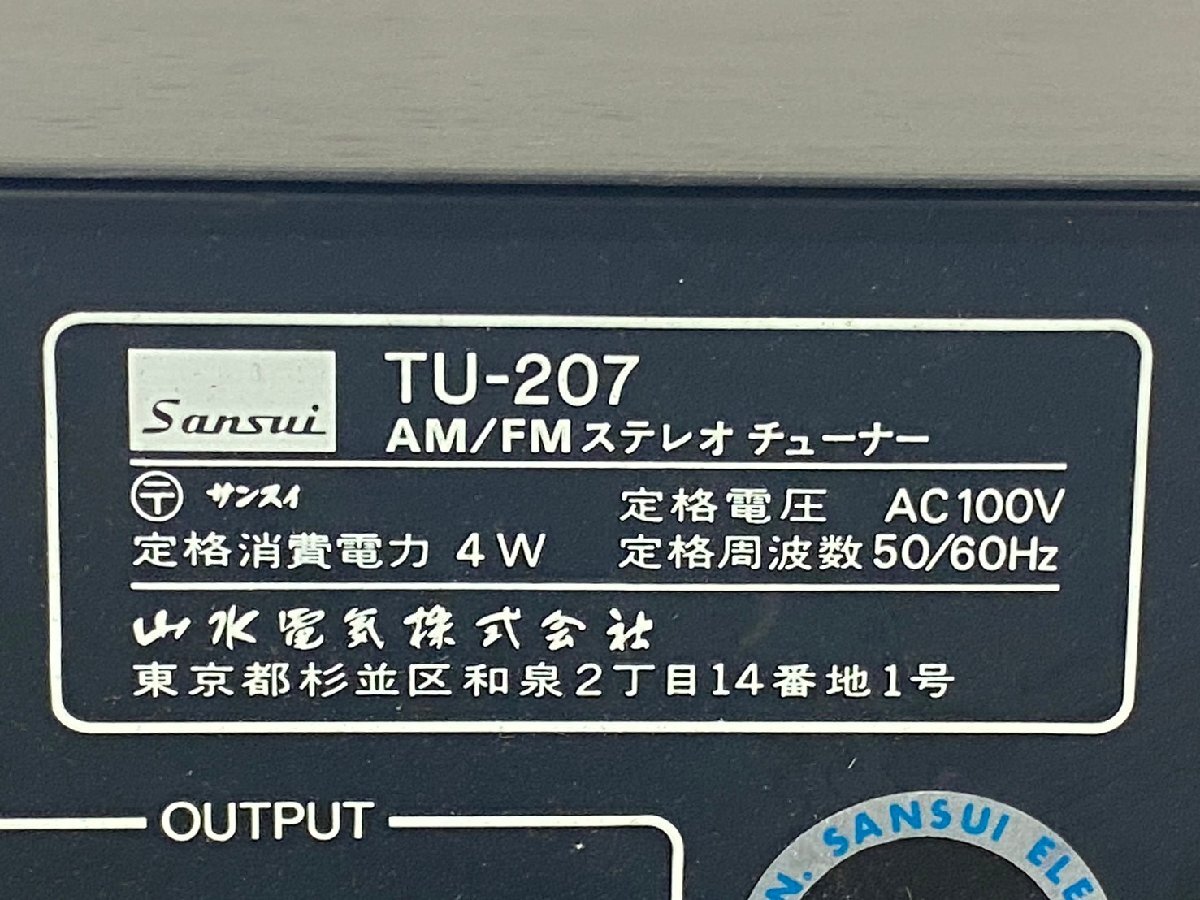 Sansui
TU-207
AM/FM ステレオ チューナー
〒 サンスイ
定格電圧 AC100V
定格消費電力 4W
定格周波数 50/60Hz
山水電気株式会社
東京都杉並区和泉2丁目14番地1号
OUTPUT
N. SANSUI ELE